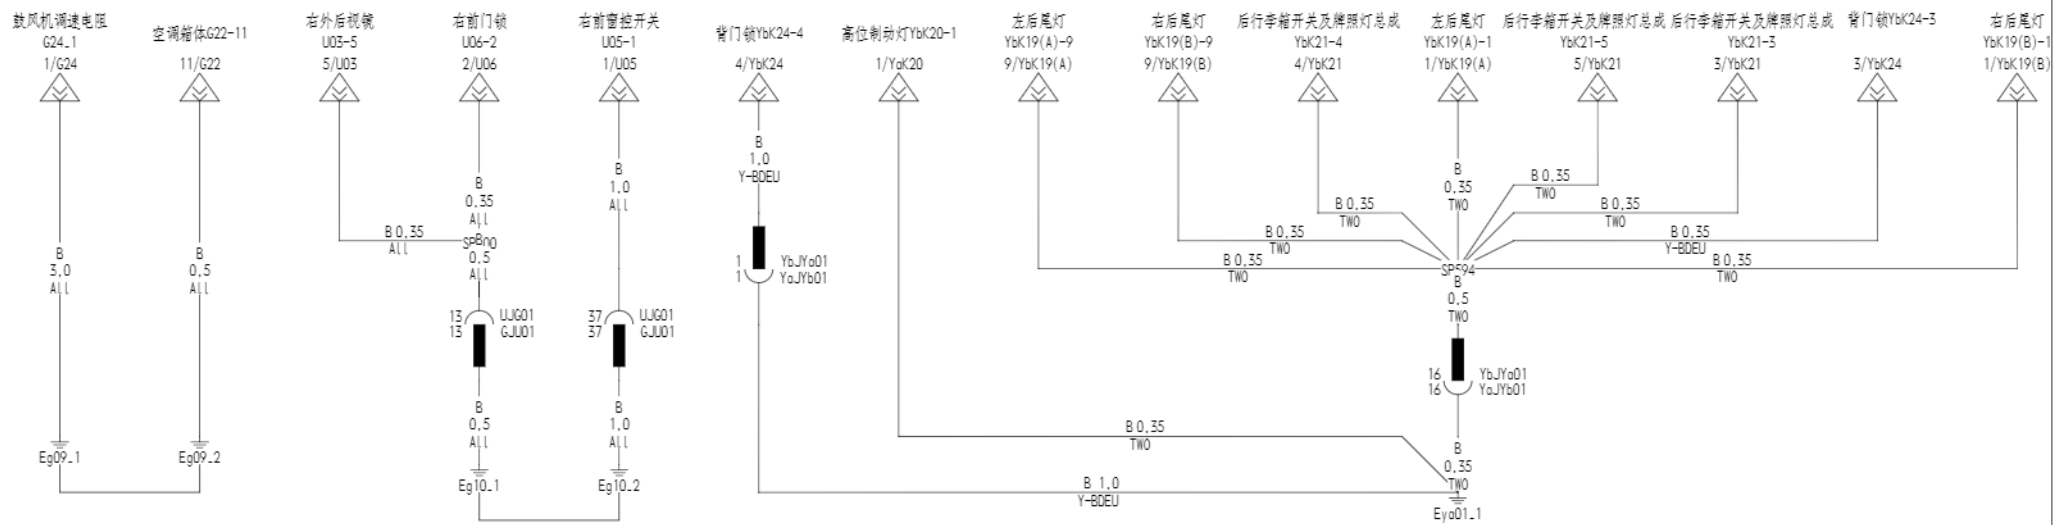 鼓风机调速电阻
G24_1
1/G24
空调箱体G22-11
11/G22
右外后视镜
U03-5
5/U03
右前门锁
U06-2
2/U06
右前窗控开关
U05-1
1/U05
背门锁YbK24-4
4/YbK24
高位制动灯YbK20-1
1/YaK20
左后尾灯
YbK19(A)-9
9/YbK19(A)
右后尾灯
YbK19(B)-9
9/YbK19(B)
后行李箱开关及牌照灯总成
YbK21-4
4/YbK21
左后尾灯
YbK19(A)-1
1/YbK19(A)
后行李箱开关及牌照灯总成
YbK21-5
5/YbK21
后行李箱开关及牌照灯总成
YbK21-3
3/YbK21
背门锁YbK24-3
3/YbK24
右后尾灯
YbK19(B)-1
1/YbK19(B)
B
3,0
All
B
0,5
All
B 0,35
All
B
0,35
All
SP800
0,5
All
13 UJG01
13 GJU01
B
0,5
All
B
1,0
All
37 UJG01
37 GJU01
B
1,0
All
B
1,0
Y-BDEU
1 YbJYa01
1 YaJYb01
B 0,35
TWO
B 0,35
TWO
B 0,35
TWO
B
0,35
TWO
B 0,35
TWO
B 0,35
TWO
B 0,35
Y-BDEU
B 0,35
TWO
SP594
B
0,5
TWO
16 YbJYa01
16 YaJYb01
B 0,35
TWO
B
0,35
TWO
B 1,0
Y-BDEU
Eg09_1
Eg09_2
Eg10_1
Eg10_2
Eya01_1